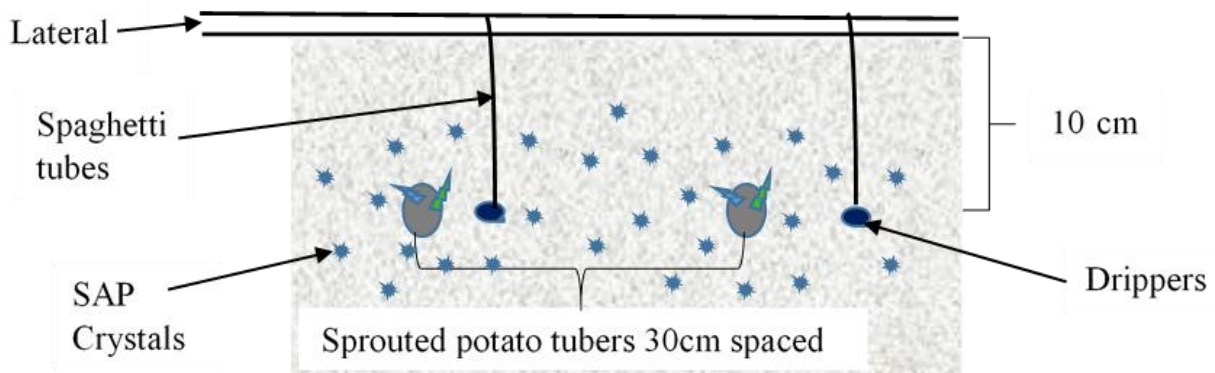 Lateral
Spaghetti
tubes
10 cm
SAP
Crystals
Drippers
Sprouted potato tubers 30cm spaced